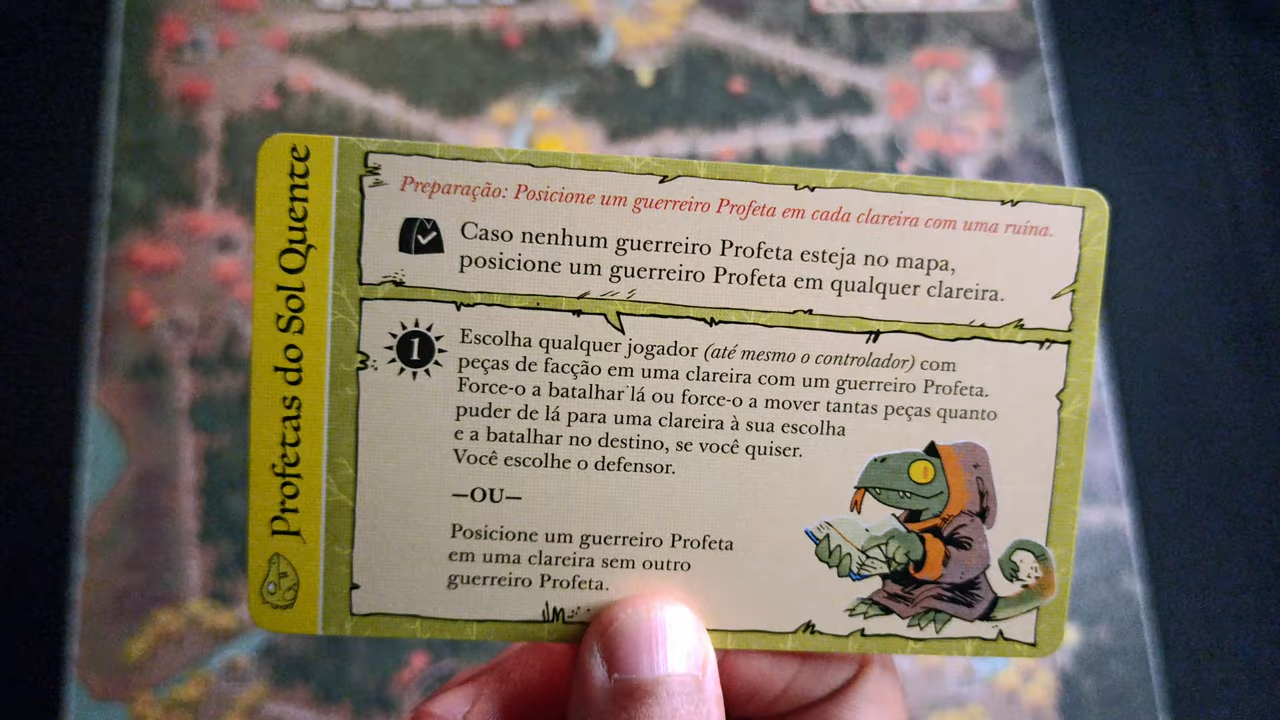 Profetas do Sol Quente
Preparação: Posicione um guerreiro Profeta em cada clareira com uma ruína.
Caso nenhum guerreiro Profeta esteja no mapa,
posicione um guerreiro Profeta em qualquer clareira.
1
Escolha qualquer jogador (até mesmo o controlador) com
peças de facção em uma clareira com um guerreiro Profeta.
Force-o a batalhar lá ou force-o a mover tantas peças quanto
puder de lá para uma clareira à sua escolha
e a batalhar no destino, se você quiser.
Você escolhe o defensor.
—OU—
Posicione um guerreiro Profeta
em uma clareira sem outro
guerreiro Profeta.